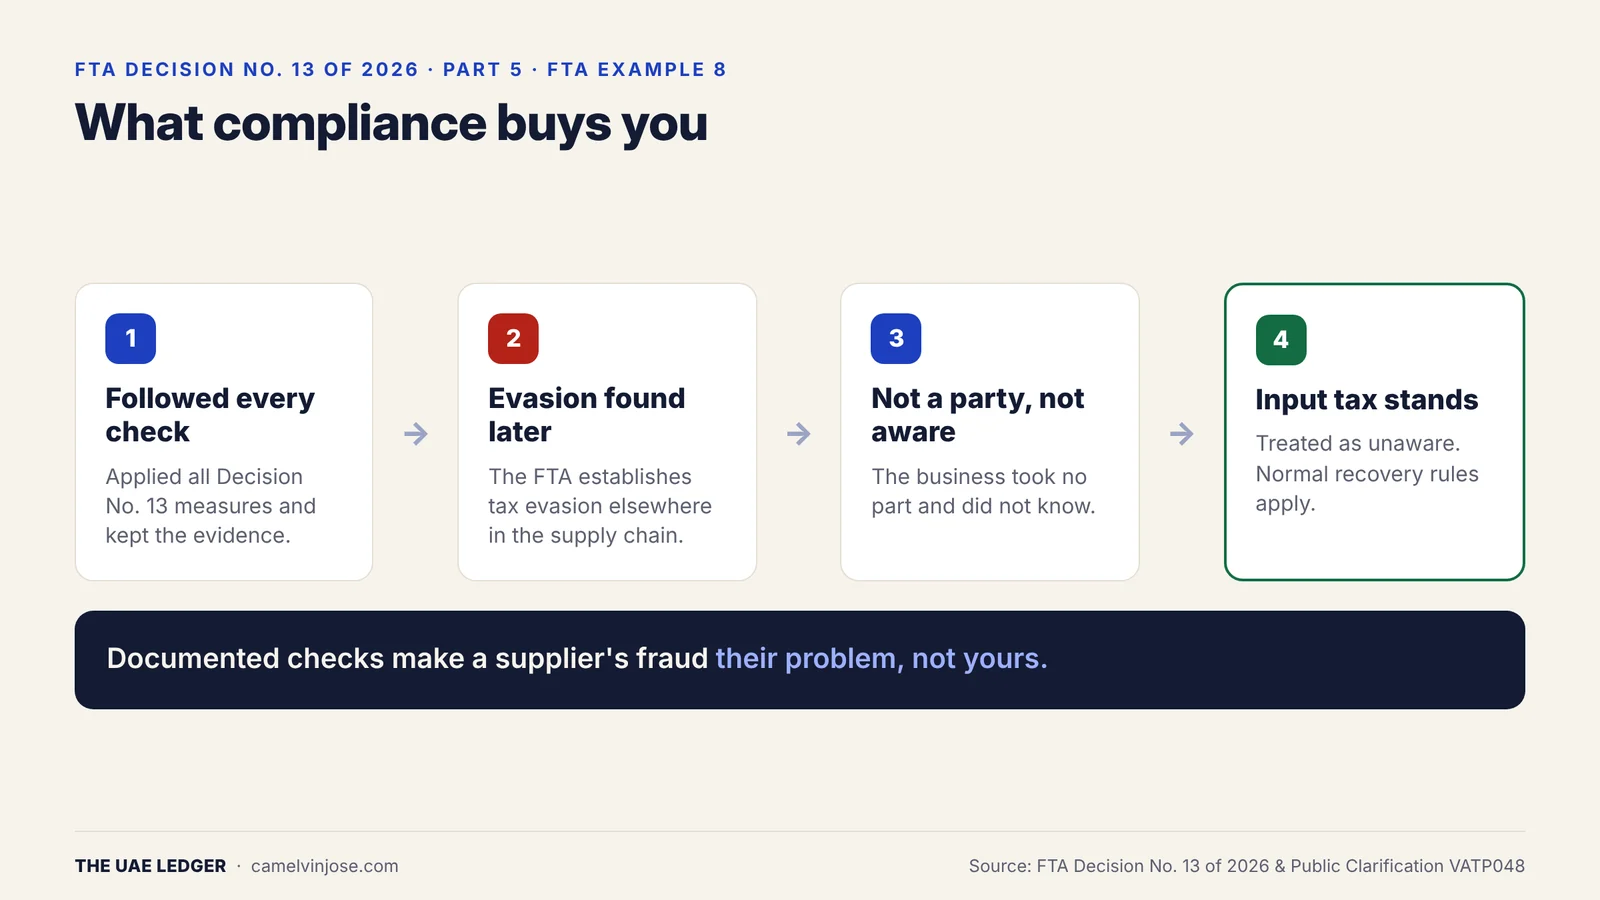 FTA DECISION NO. 13 OF 2026 · PART 5 · FTA EXAMPLE 8
What compliance buys you
1
Followed every
check
Applied all Decision
No. 13 measures and
kept the evidence.
→
2
Evasion found
later
The FTA establishes
tax evasion elsewhere
in the supply chain.
→
3
Not a party, not
aware
The business took no
part and did not know.
→
4
Input tax stands
Treated as unaware.
Normal recovery rules
apply.
Documented checks make a supplier's fraud their problem, not yours.
THE UAE LEDGER · camelvinjose.com
Source: FTA Decision No. 13 of 2026 & Public Clarification VATP048